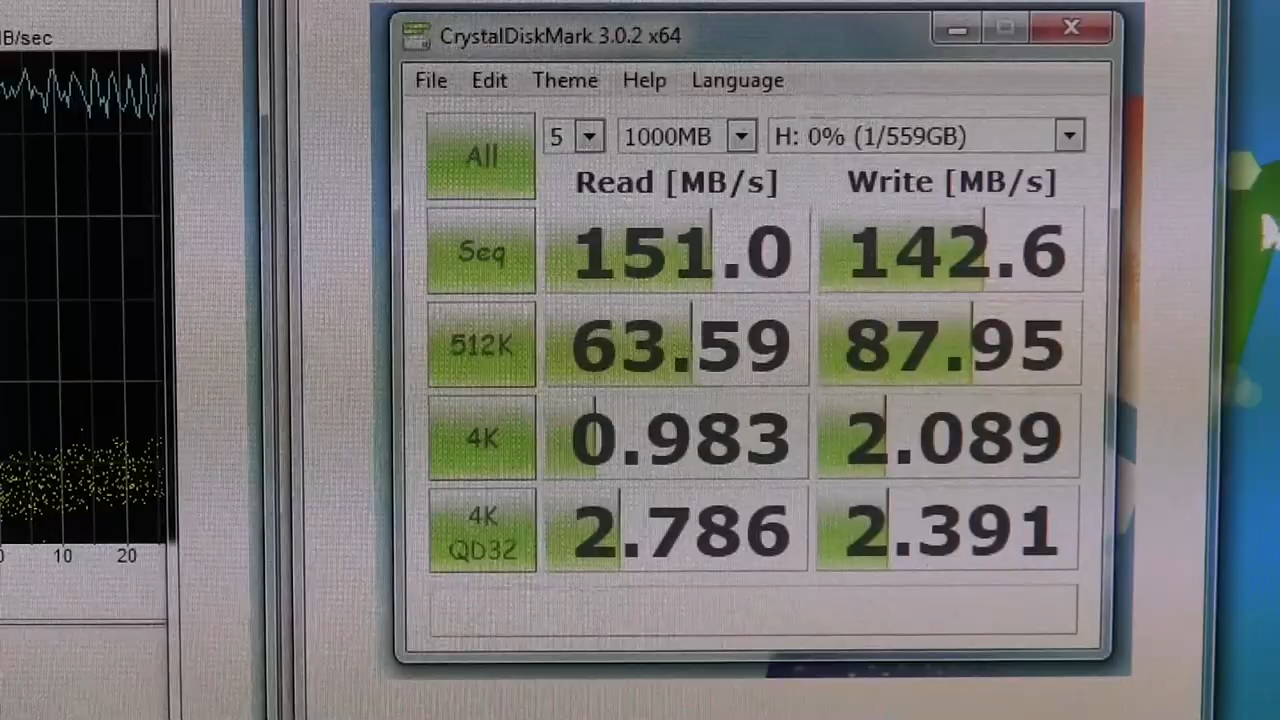 B/sec
10 20
CrystalDiskMark 3.0.2 x64
File Edit Theme Help Language
All 5 1000MB H: 0% (1/559GB)
Read [MB/s] Write [MB/s]
Seq 151.0 142.6
512K 63.59 87.95
4K 0.983 2.089
4K QD32 2.786 2.391